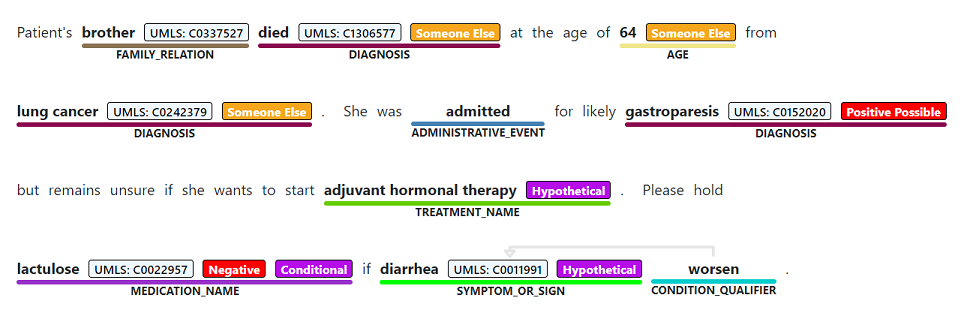 Patient's brother UMLS: C0337527 died UMLS: C1306577 Someone Else at the age of 64 Someone Else from
FAMILY_RELATION DIAGNOSIS AGE
lung cancer UMLS: C0242379 Someone Else . She was admitted for likely gastroparesis UMLS: C0152020 Positive Possible
DIAGNOSIS ADMINISTRATIVE_EVENT DIAGNOSIS
but remains unsure if she wants to start adjuvant hormonal therapy Hypothetical . Please hold
TREATMENT_NAME
lactulose UMLS: C0022957 Negative Conditional if diarrhea UMLS: C0011991 Hypothetical worsen .
MEDICATION_NAME SYMPTOM_OR_SIGN CONDITION_QUALIFIER